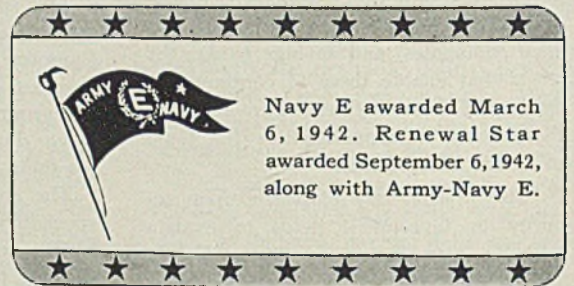 ARMY E NAVY
Navy E awarded March
6, 1942. Renewal Star
awarded September 6, 1942,
along with Army-Navy E.